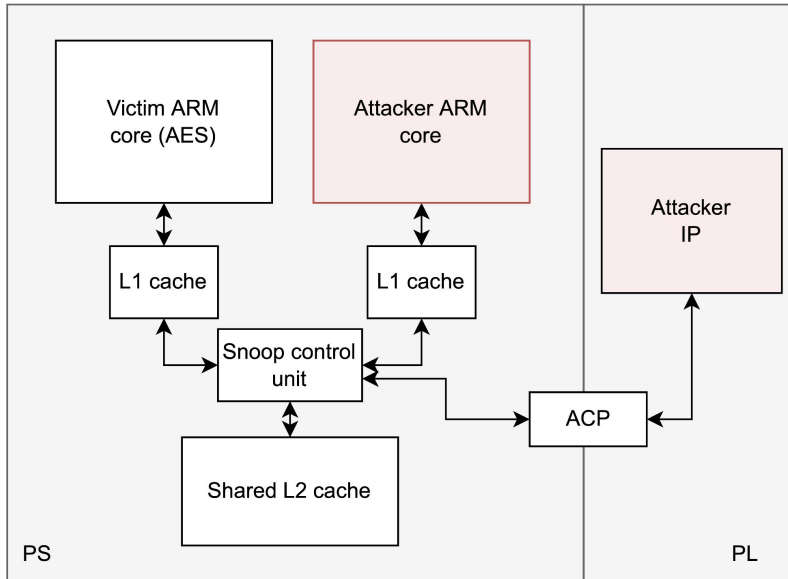 Victim ARM
core (AES)
Attacker ARM
core
Attacker
IP
L1 cache
L1 cache
Snoop control
unit
ACP
Shared L2 cache
PS
PL